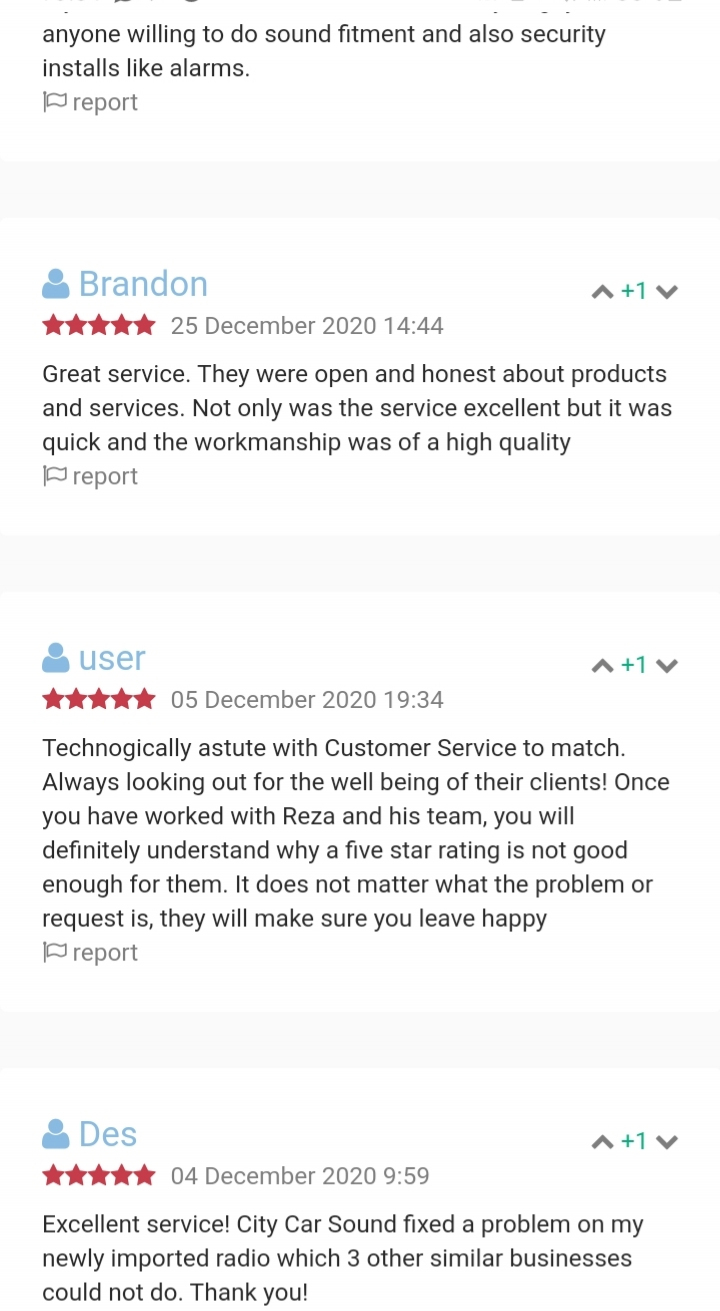 anyone willing to do sound fitment and also security
installs like alarms.
report
Brandon
+1
25 December 2020 14:44
Great service. They were open and honest about products
and services. Not only was the service excellent but it was
quick and the workmanship was of a high quality
report
user
+1
05 December 2020 19:34
Technogically astute with Customer Service to match.
Always looking out for the well being of their clients! Once
you have worked with Reza and his team, you will
definitely understand why a five star rating is not good
enough for them. It does not matter what the problem or
request is, they will make sure you leave happy
report
Des
+1
04 December 2020 9:59
Excellent service! City Car Sound fixed a problem on my
newly imported radio which 3 other similar businesses
could not do. Thank you!